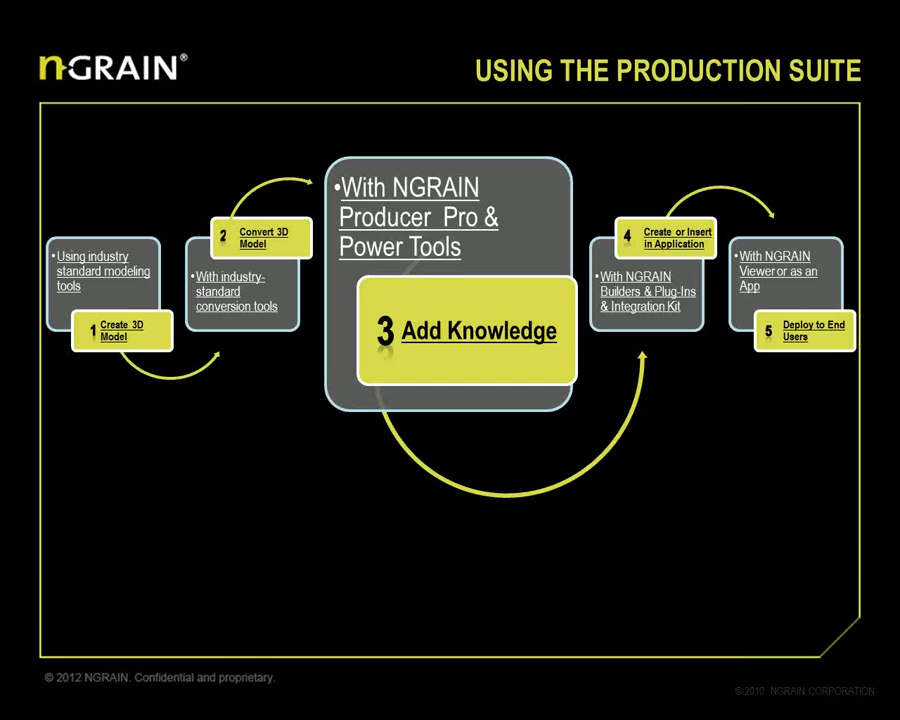 nGRAIN®
USING THE PRODUCTION SUITE
•Using industry
standard modeling
tools
1 Create 3D
Model
2 Convert 3D
Model
•With industry-
standard
conversion tools
•With NGRAIN
Producer Pro &
Power Tools
3 Add Knowledge
4 Create or Insert
in Application
•With NGRAIN
Builders & Plug-Ins
& Integration Kit
•With NGRAIN
Viewer or as an
App
5 Deploy to End
Users
© 2012 NGRAIN. Confidential and proprietary.
© 2010 NGRAIN CORPORATION